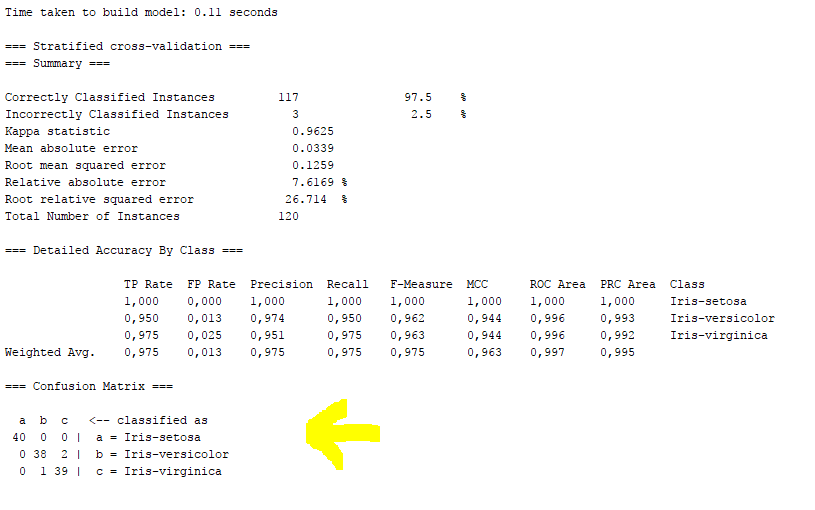 Time taken to build model: 0.11 seconds
=== Stratified cross-validation ===
=== Summary ===
Correctly Classified Instances         117               97.5    %
Incorrectly Classified Instances         3                2.5    %
Kappa statistic                          0.9625
Mean absolute error                      0.0339
Root mean squared error                  0.1259
Relative absolute error                  7.6169 %
Root relative squared error             26.714  %
Total Number of Instances              120
=== Detailed Accuracy By Class ===
                 TP Rate  FP Rate  Precision  Recall   F-Measure  MCC      ROC Area  PRC Area  Class
                 1,000    0,000    1,000      1,000    1,000      1,000    1,000     1,000     Iris-setosa
                 0,950    0,013    0,974      0,950    0,962      0,944    0,996     0,993     Iris-versicolor
                 0,975    0,025    0,951      0,975    0,963      0,944    0,996     0,992     Iris-virginica
Weighted Avg.    0,975    0,013    0,975      0,975    0,975      0,963    0,997     0,995
=== Confusion Matrix ===
  a  b  c   <-- classified as
 40  0  0 |  a = Iris-setosa
  0 38  2 |  b = Iris-versicolor
  0  1 39 |  c = Iris-virginica